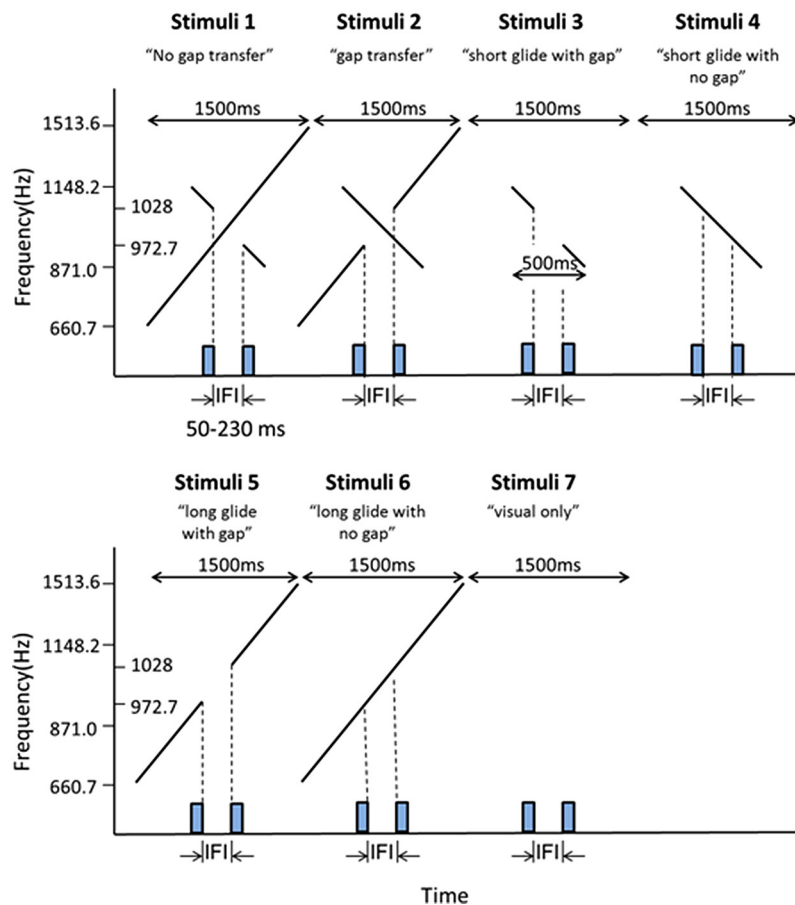 Stimuli 1 Stimuli 2 Stimuli 3 Stimuli 4
“No gap transfer” “gap transfer” “short glide with gap” “short glide with
no gap”
1500ms 1500ms 1500ms 1500ms
Frequency(Hz)
1513.6
1148.2
1028
972.7
871.0
660.7
500ms
IFI IFI IFI IFI
50-230 ms
Stimuli 5 Stimuli 6 Stimuli 7
“long glide “long glide with “visual only”
with gap” no gap”
1500ms 1500ms 1500ms
Frequency(Hz)
1513.6
1148.2
1028
972.7
871.0
660.7
IFI IFI IFI
Time